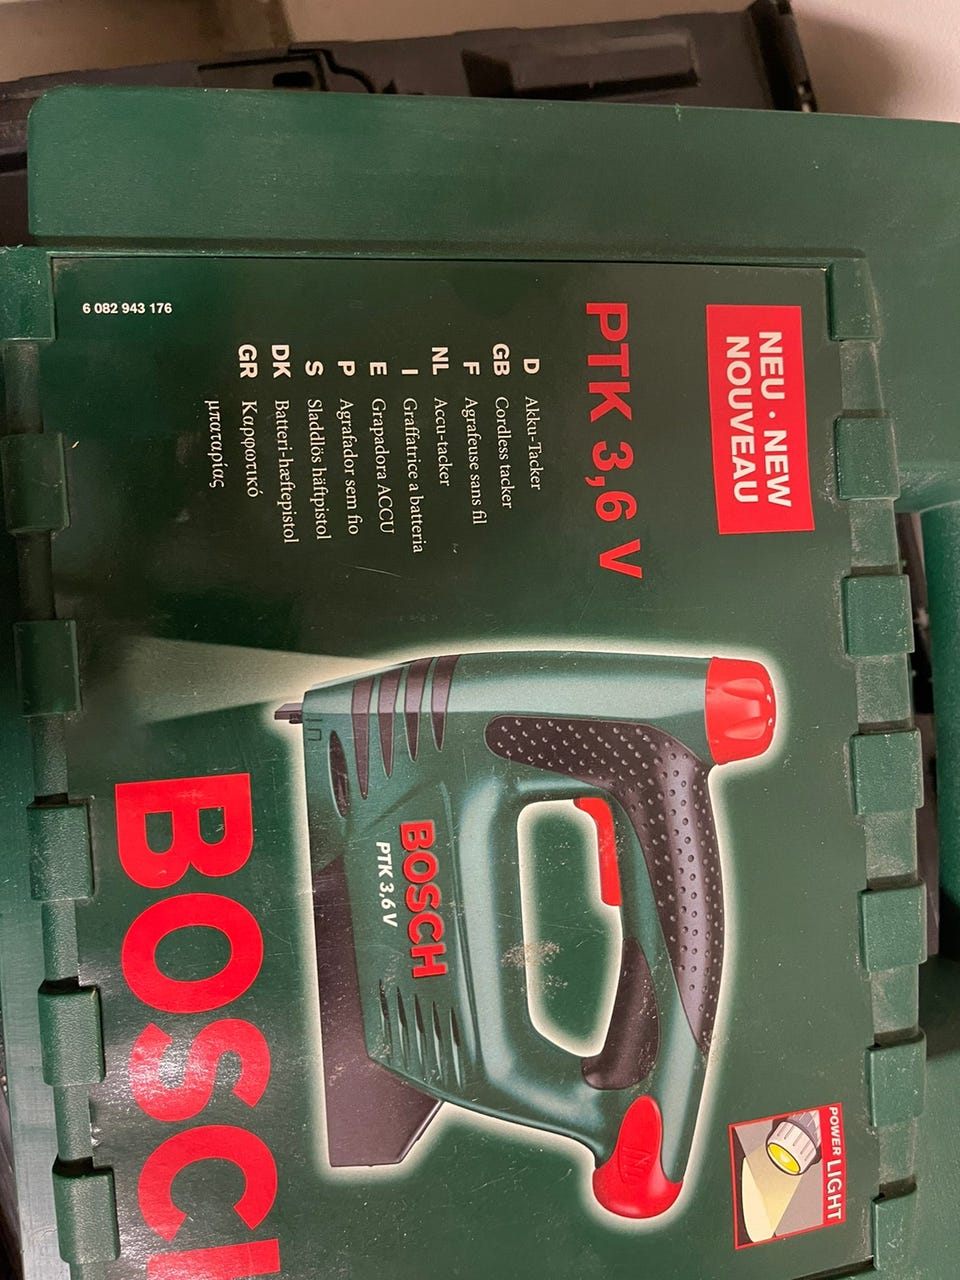 NEU · NEW
NOUVEAU
PTK 3,6 V
D Akku-Tacker
GB Cordless tacker
F Agrafeuse sans fil
NL Accu-tacker
I Graffatrice a batteria
E Grapadora ACCU
P Agrafador sem fio
S Sladdlös häftpistol
DK Batteri-hæftepistol
GR Καρφωτικό
μπαταρίας
6 082 943 176
POWER LIGHT
BOSCH
PTK 3,6 V
BOSCH